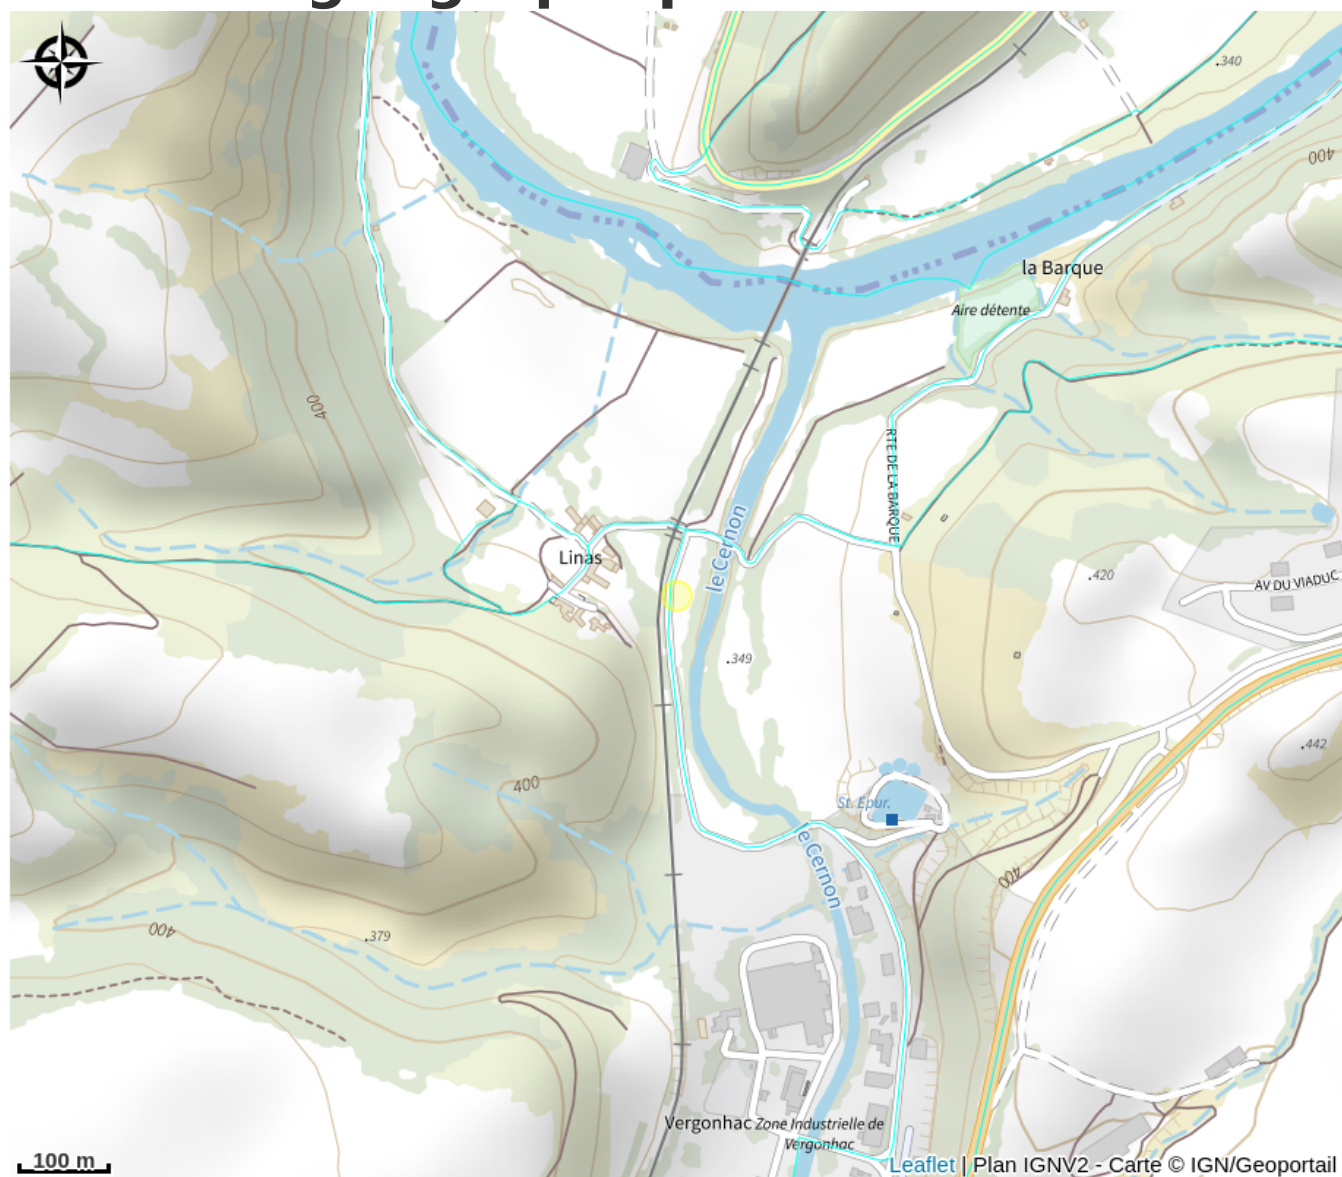 .340
400
la Barque
Aire détente
400
RTE DE LA BARQUE
le Cernon
Linas
.420
AV DU VIADUC
.349
.442
400
St. Epur.
le Cernon
400
400
.379
Vergonhac
Zone Industrielle de
Vergonhac
100 m
Leaflet | Plan IGNV2 - Carte © IGN/Geoportail